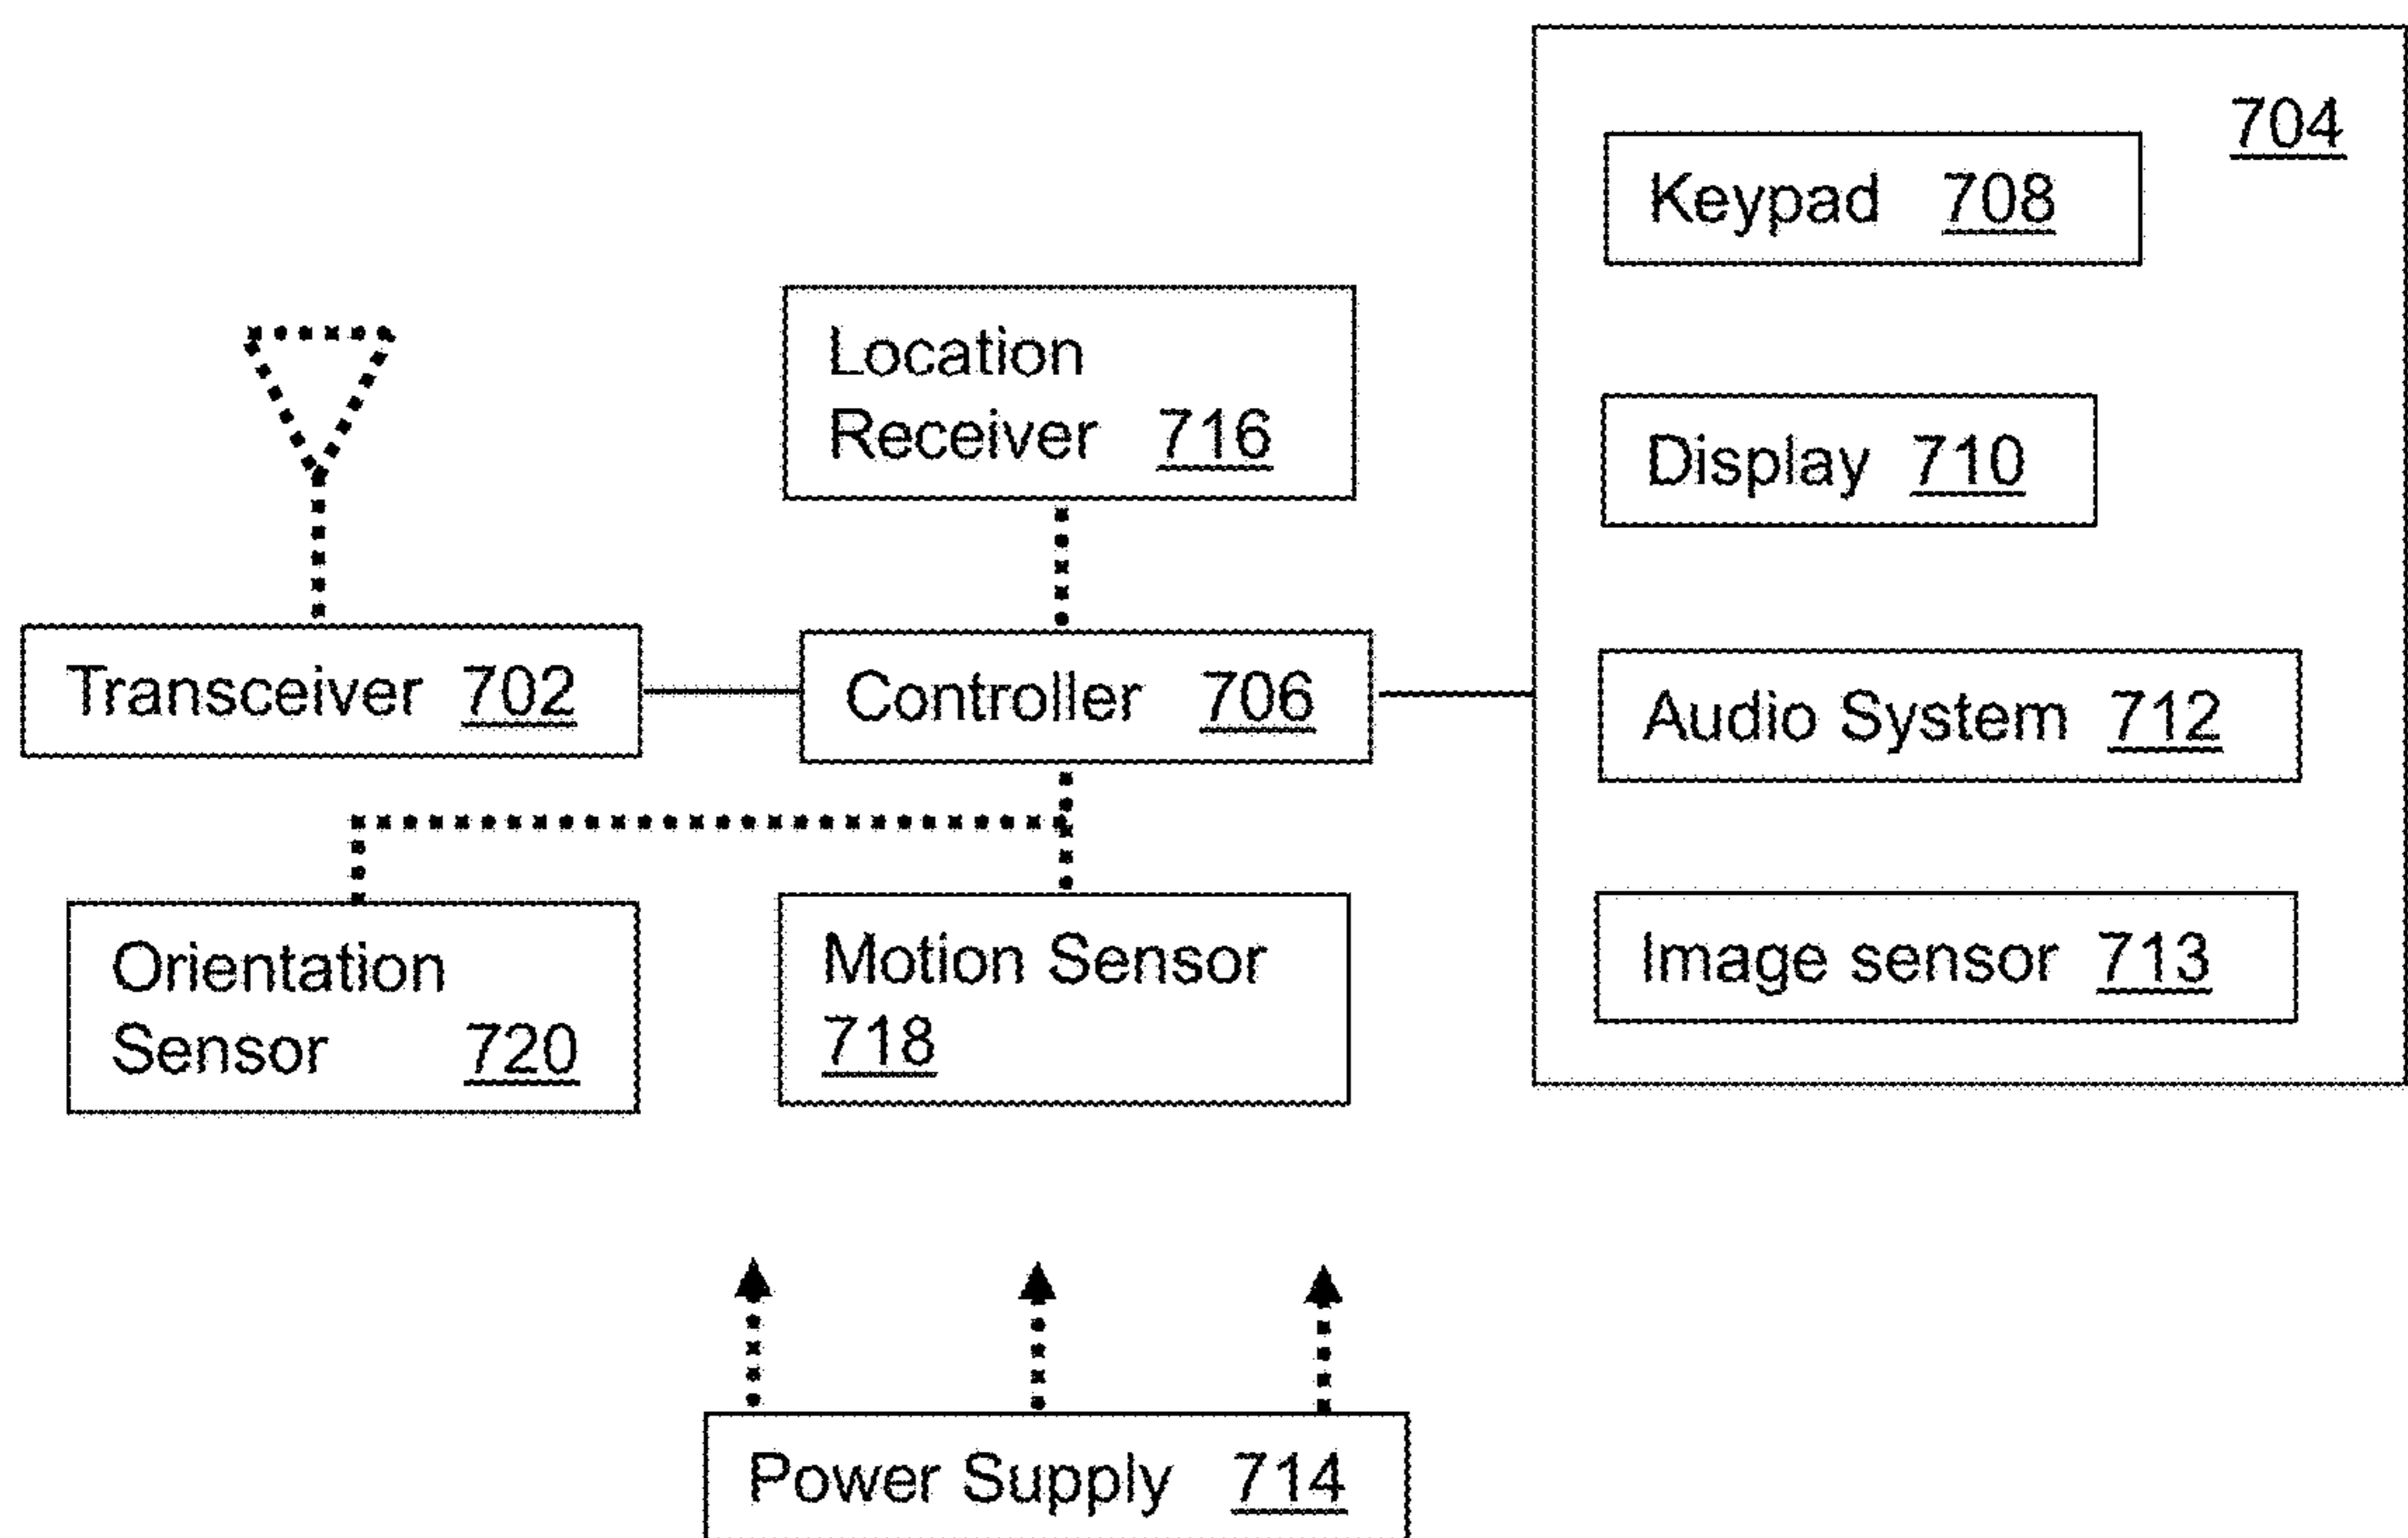 704
Keypad 708
Location
Receiver 716
Display 710
Transceiver 702
Controller 706
Audio System 712
Orientation
Sensor 720
Motion Sensor
718
Image sensor 713
Power Supply 714